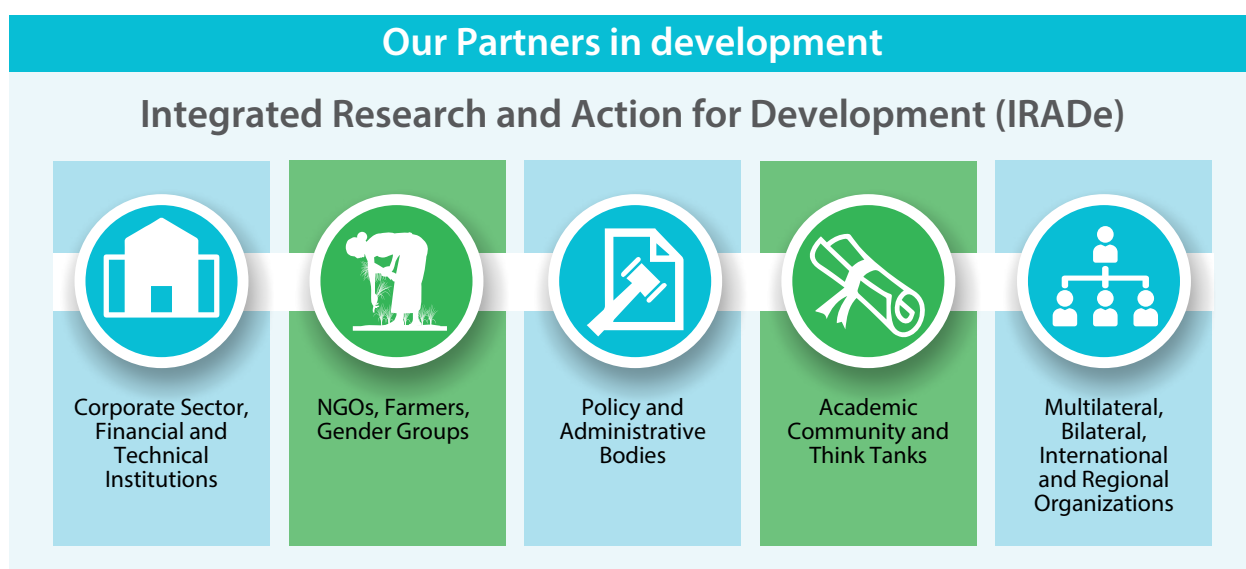 Our Partners in development
Integrated Research and Action for Development (IRADe)
Corporate Sector,
Financial and
Technical
Institutions
NGOs, Farmers,
Gender Groups
Policy and
Administrative
Bodies
Academic
Community and
Think Tanks
Multilateral,
Bilateral,
International
and Regional
Organizations